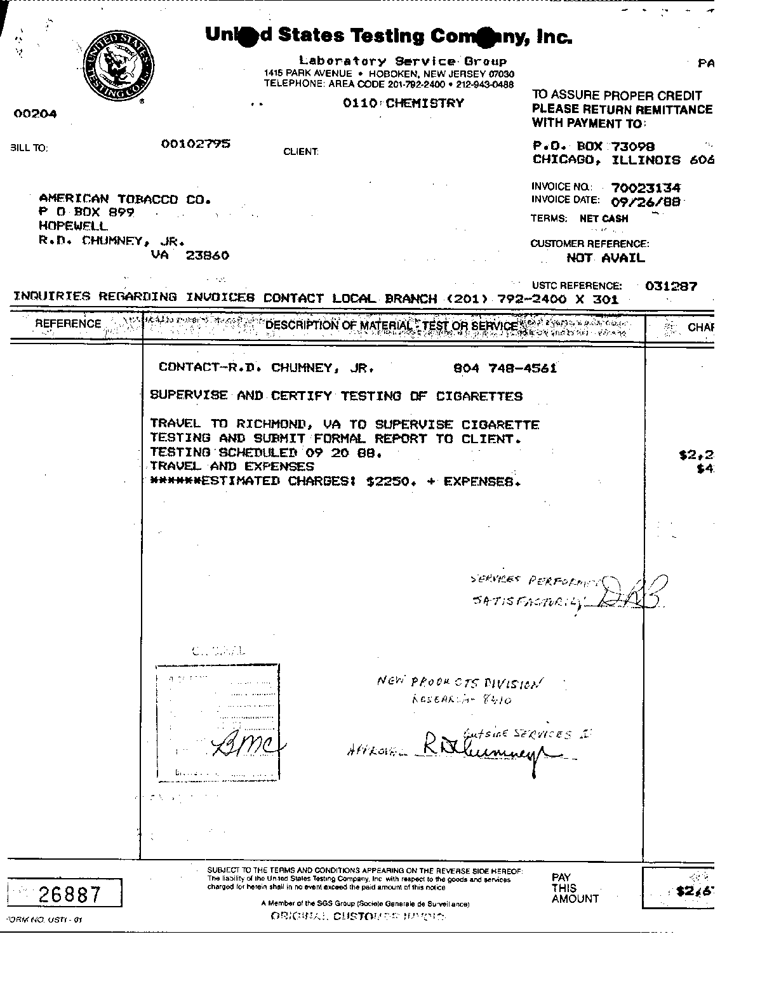 United States Testing Company, Inc.
Laboratory Service Group
1415 PARK AVENUE • HOBOKEN, NEW JERSEY 07030
TELEPHONE: AREA CODE 201-792-2400 • 212-943-0488
PA
UNITED STATES TESTING CO. INC.
0110 CHEMISTRY
TO ASSURE PROPER CREDIT
PLEASE RETURN REMITTANCE
WITH PAYMENT TO:
00204
BILL TO: 00102795
CLIENT:
P.O. BOX 73098
CHICAGO, ILLINOIS 606
AMERICAN TOBACCO CO.
P O BOX 899
HOPEWELL
R.D. CHUMNEY, JR.
VA 23860
INVOICE NO.: 70023134
INVOICE DATE: 09/26/88
TERMS: NET CASH
CUSTOMER REFERENCE:
NOT AVAIL
USTC REFERENCE: 031287
INQUIRIES REGARDING INVOICES CONTACT LOCAL BRANCH (201) 792-2400 X 301
REFERENCE DESCRIPTION OF MATERIAL - TEST OR SERVICE CHAR
CONTACT-R.D. CHUMNEY, JR. 804 748-4561
SUPERVISE AND CERTIFY TESTING OF CIGARETTES
TRAVEL TO RICHMOND, VA TO SUPERVISE CIGARETTE
TESTING AND SUBMIT FORMAL REPORT TO CLIENT.
TESTING SCHEDULED 09 20 88. $2,2
TRAVEL AND EXPENSES $4
******ESTIMATED CHARGES: $2250. + EXPENSES.
SERVICES PERFORMED
SATISFACTORILY DRB
NEW PRODUCTS DIVISION
RESEARCH- 8410
OUTSIDE SERVICES
BMC
APPROVED R D Chumney Jr
SUBJECT TO THE TERMS AND CONDITIONS APPEARING ON THE REVERSE SIDE HEREOF:
The liability of the United States Testing Company, Inc. with respect to the goods and services
charged for herein shall in no event exceed the paid amount of this notice
A Member of the SGS Group (Societe Generale de Surveillance)
ORIGINAL CUSTOMER INVOICE
PAY
THIS
AMOUNT
$2,6
26887
FORM NO. USTI - 01